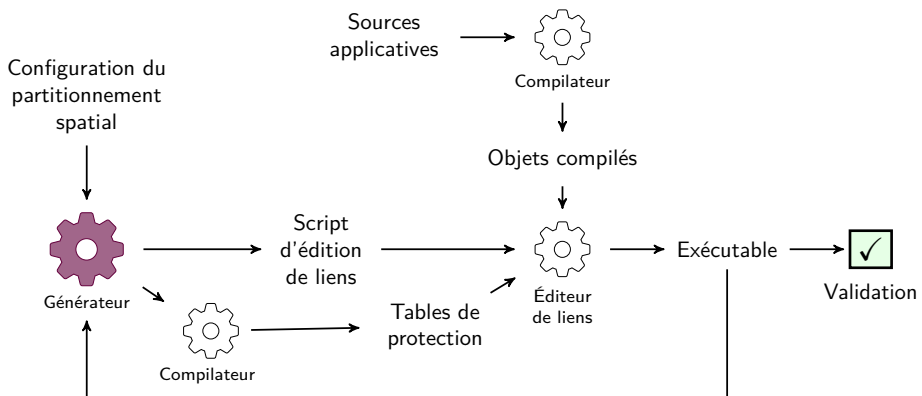 Sources
applicatives
Compilateur
Configuration du
partitionnement
spatial
Objets compilés
Générateur
Script
d'édition
de liens
Éditeur
de liens
Exécutable
Validation
Compilateur
Tables de
protection